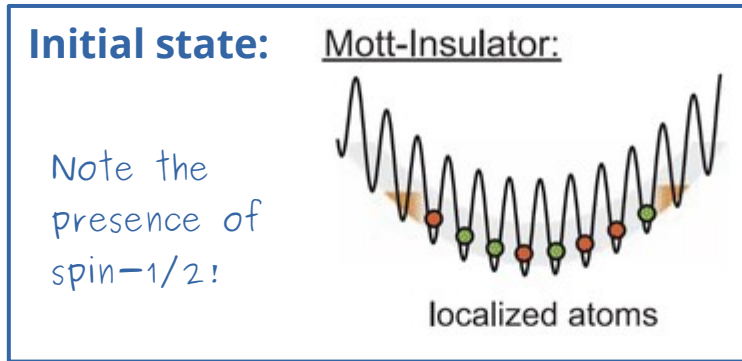 Initial state:
Mott-Insulator:
Note the
presence of
spin-1/2!
localized atoms